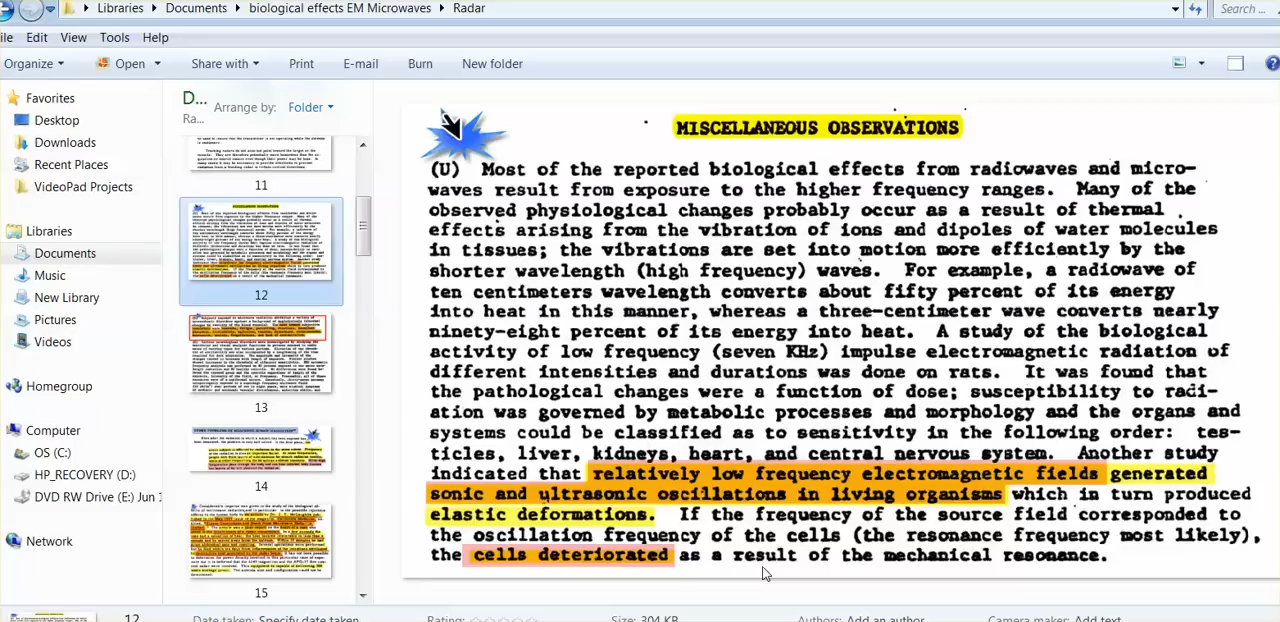 Libraries ▸ Documents ▸ biological effects EM Microwaves ▸ Radar
Search ...
Edit View Tools Help
Organize Open Share with Print E-mail Burn New folder
Favorites
Desktop
Downloads
Recent Places
VideoPad Projects
Libraries
Documents
Music
New Library
Pictures
Videos
Homegroup
Computer
OS (C:)
HP_RECOVERY (D:)
DVD RW Drive (E:) Jun 1
Network
D...
Arrange by: Folder
Ra...
11
12
13
14
15
MISCELLANEOUS OBSERVATIONS
(U) Most of the reported biological effects from radiowaves and micro-
waves result from exposure to the higher frequency ranges. Many of the
observed physiological changes probably occur as a result of thermal
effects arising from the vibration of ions and dipoles of water molecules
in tissues; the vibrations are set into motion more efficiently by the
shorter wavelength (high frequency) waves. For example, a radiowave of
ten centimeters wavelength converts about fifty percent of its energy
into heat in this manner, whereas a three-centimeter wave converts nearly
ninety-eight percent of its energy into heat. A study of the biological
activity of low frequency (seven KHz) impulse electromagnetic radiation of
different intensities and durations was done on rats. It was found that
the pathological changes were a function of dose; susceptibility to radi-
ation was governed by metabolic processes and morphology and the organs and
systems could be classified as to sensitivity in the following order: tes-
ticles, liver, kidneys, heart, and central nervous system. Another study
indicated that relatively low frequency electromagnetic fields generated
sonic and ultrasonic oscillations in living organisms which in turn produced
elastic deformations. If the frequency of the source field corresponded to
the oscillation frequency of the cells (the resonance frequency most likely),
the cells deteriorated as a result of the mechanical resonance.
12
Date taken: Specify date taken
Rating:
Size: 304 KB
Authors: Add an author
Camera maker: Add text